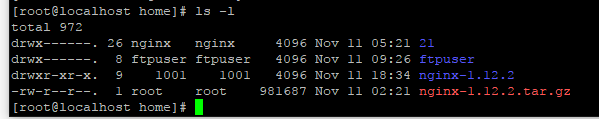 [root@localhost home]# ls -l
total 972
drwx------. 26 nginx   nginx     4096 Nov 11 05:21 21
drwx------.  8 ftpuser ftpuser   4096 Nov 11 09:26 ftpuser
drwxr-xr-x.  9    1001    1001   4096 Nov 11 18:34 nginx-1.12.2
-rw-r--r--.  1 root    root    981687 Nov 11 02:21 nginx-1.12.2.tar.gz
[root@localhost home]#